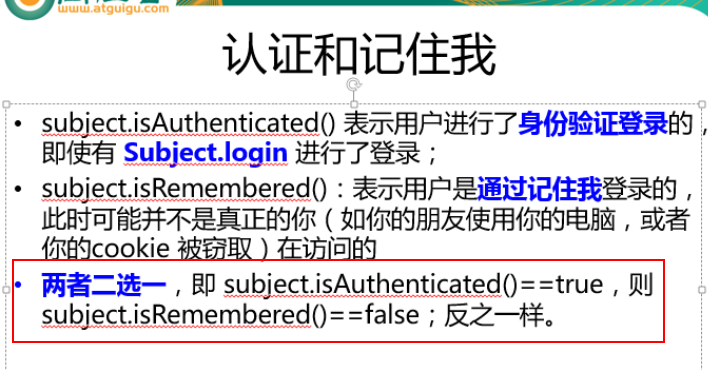 www.atguigu.com
认证和记住我
• subject.isAuthenticated() 表示用户进行了身份验证登录的，
即使有 Subject.login 进行了登录；
• subject.isRemembered()：表示用户是通过记住我登录的，
此时可能并不是真正的你（如你的朋友使用你的电脑，或者
你的cookie 被窃取）在访问的
• 两者二选一，即 subject.isAuthenticated()==true，则
subject.isRemembered()==false；反之一样。